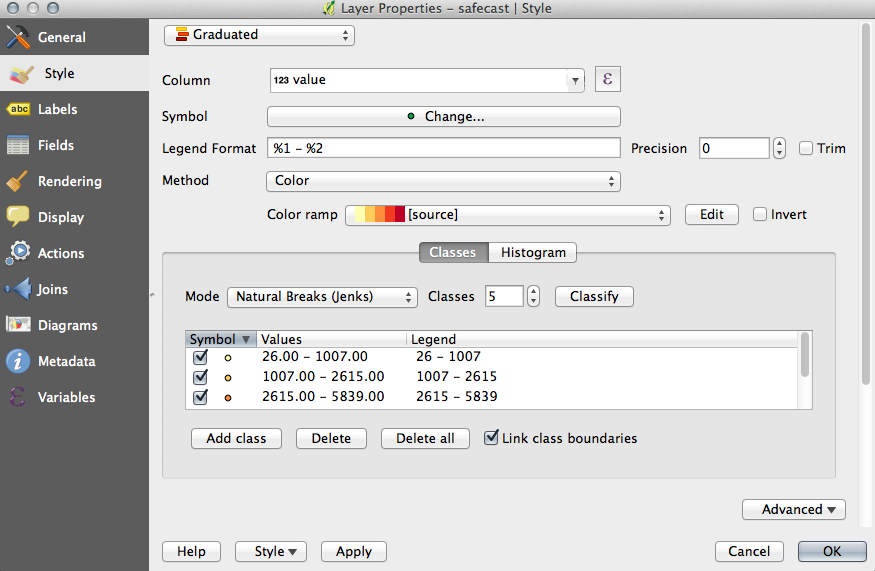 Layer Properties - safecast | Style
General
Style
abc Labels
Fields
Rendering
Display
Actions
Joins
Diagrams
Metadata
Variables
Graduated
Column 123 value ε
Symbol Change...
Legend Format %1 - %2 Precision 0 Trim
Method Color
Color ramp [source] Edit Invert
Classes Histogram
Mode Natural Breaks (Jenks) Classes 5 Classify
Symbol Values Legend
26.00 - 1007.00 26 - 1007
1007.00 - 2615.00 1007 - 2615
2615.00 - 5839.00 2615 - 5839
Add class Delete Delete all Link class boundaries
Advanced
Help Style Apply Cancel OK